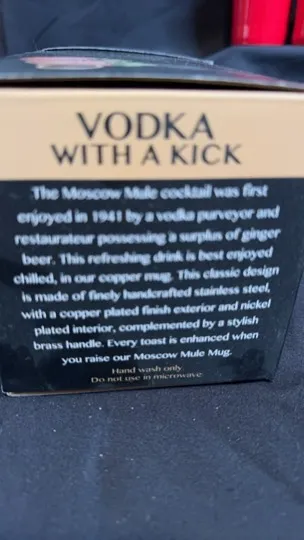 VODKA
WITH A KICK
The Moscow Mule cocktail was first
enjoyed in 1941 by a vodka purveyor and
restaurateur possessing a surplus of ginger
beer. This refreshing drink is best enjoyed
chilled, in our copper mug. This classic design
is made of finely handcrafted stainless steel,
with a copper plated finish exterior and nickel
plated interior, complemented by a stylish
brass handle. Every toast is enhanced when
you raise our Moscow Mule Mug.
Hand wash only.
Do not use in microwave.